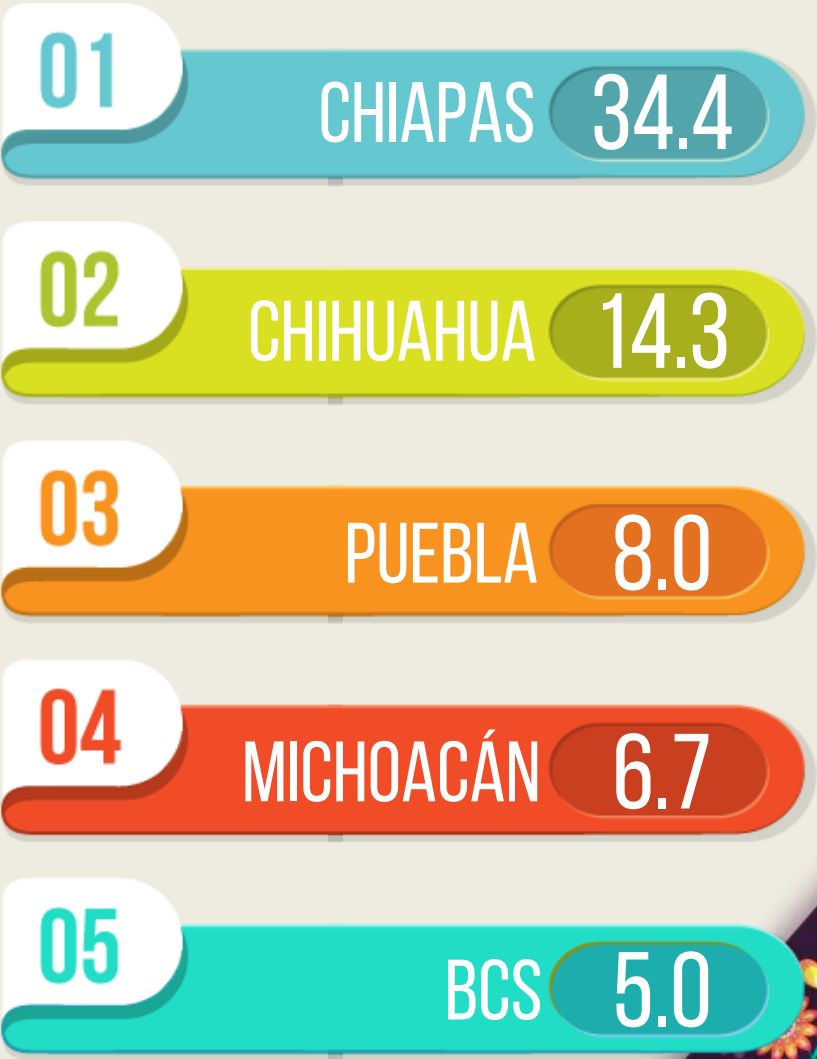 01
CHIAPAS 34.4
02
CHIHUAHUA 14.3
03
PUEBLA 8.0
04
MICHOACÁN 6.7
05
BCS 5.0